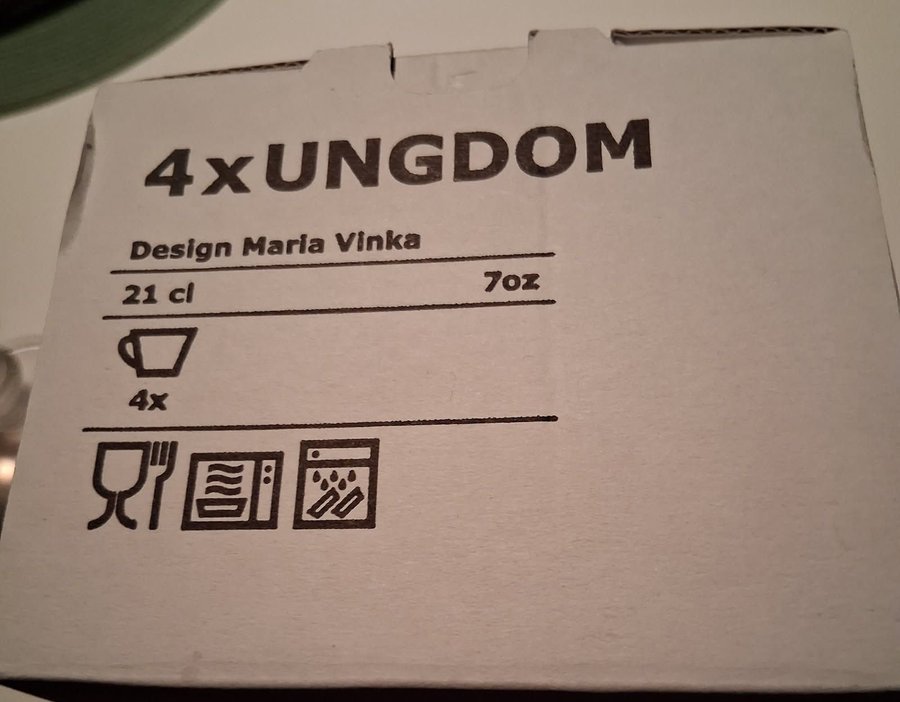 4xUNGDOM
Design Maria Vinka
21 cl 7oz
4x